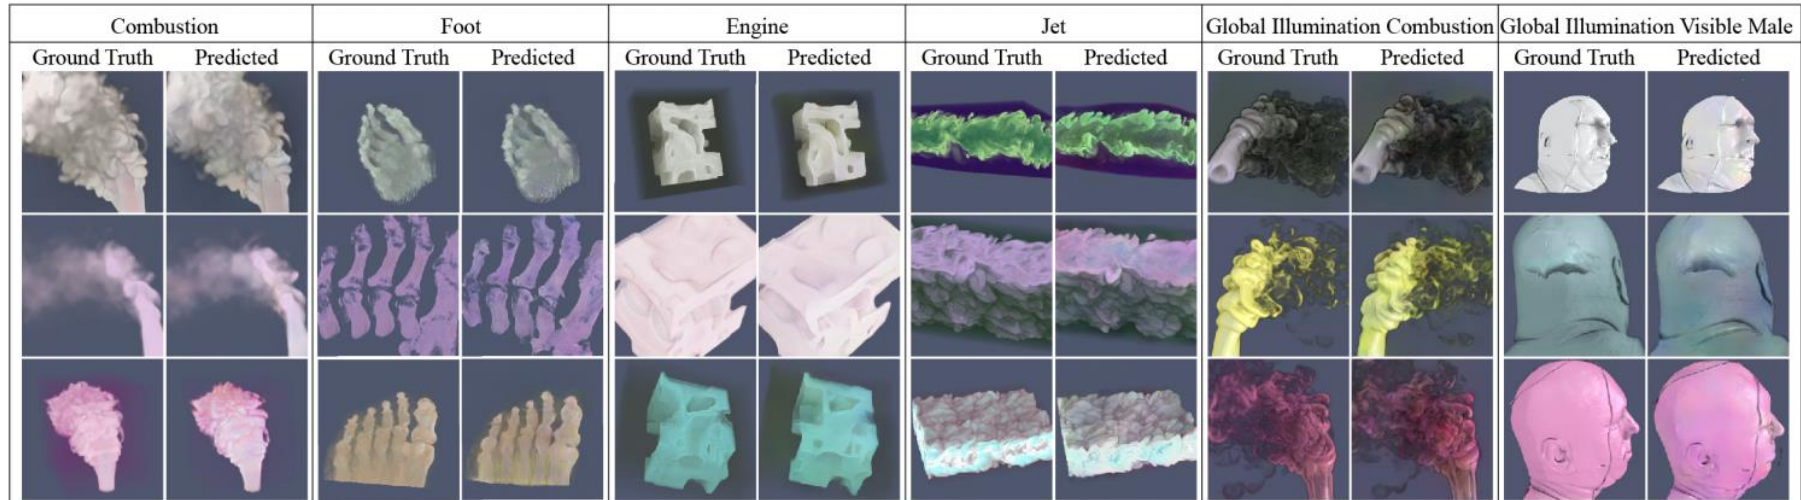 Combustion Foot Engine Jet Global Illumination Combustion Global Illumination Visible Male
Ground Truth Predicted Ground Truth Predicted Ground Truth Predicted Ground Truth Predicted Ground Truth Predicted Ground Truth Predicted